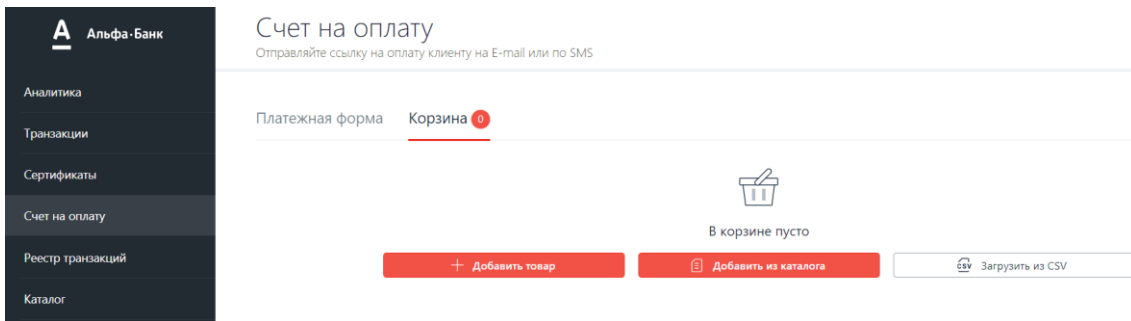 А Альфа·Банк
Счет на оплату
Отправляйте ссылку на оплату клиенту на E-mail или по SMS
Аналитика
Транзакции
Сертификаты
Счет на оплату
Реестр транзакций
Каталог
Платежная форма Корзина 0
В корзине пусто
+ Добавить товар Добавить из каталога CSV Загрузить из CSV